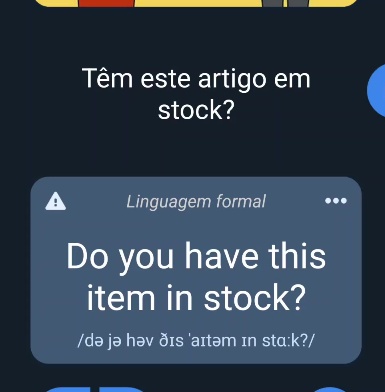 Têm este artigo em
stock?
Linguagem formal
Do you have this
item in stock?
/də jə həv ðɪs ˈaɪtəm ɪn stɑːk?/